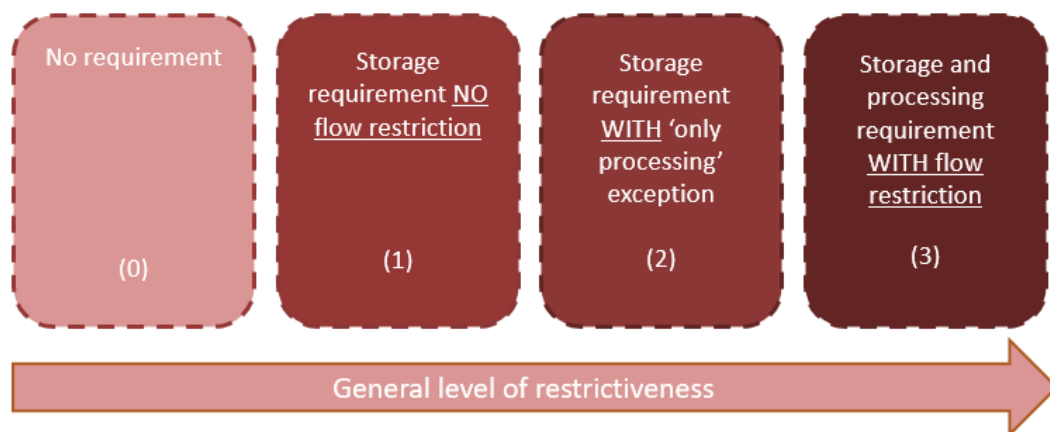 No requirement
(0)
Storage
requirement NO
flow restriction
(1)
Storage
requirement
WITH ‘only
processing’
exception
(2)
Storage and
processing
requirement
WITH flow
restriction
(3)
General level of restrictiveness